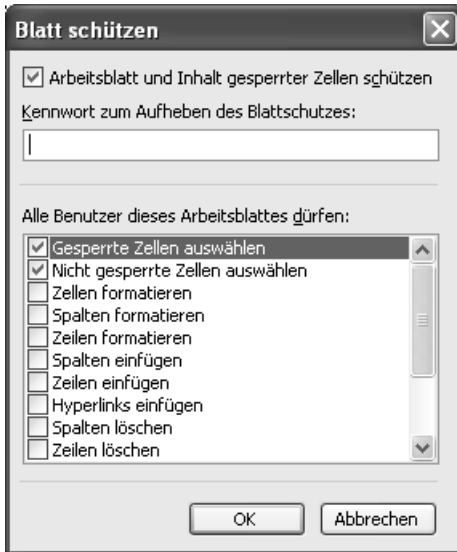 Blatt schützen
Arbeitsblatt und Inhalt gesperrter Zellen schützen
Kennwort zum Aufheben des Blattschutzes:
Alle Benutzer dieses Arbeitsblattes dürfen:
Gesperrte Zellen auswählen
Nicht gesperrte Zellen auswählen
Zellen formatieren
Spalten formatieren
Zeilen formatieren
Spalten einfügen
Zeilen einfügen
Hyperlinks einfügen
Spalten löschen
Zeilen löschen
OK Abbrechen